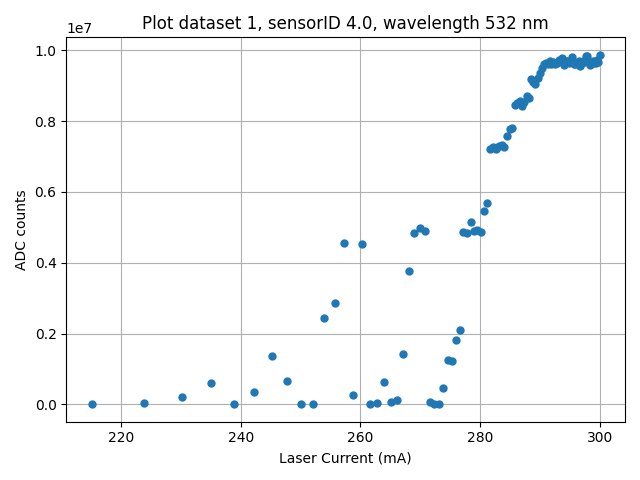 Plot dataset 1, sensorID 4.0, wavelength 532 nm
1e7
1.0
0.8
0.6
0.4
0.2
0.0
ADC counts
220 240 260 280 300
Laser Current (mA)